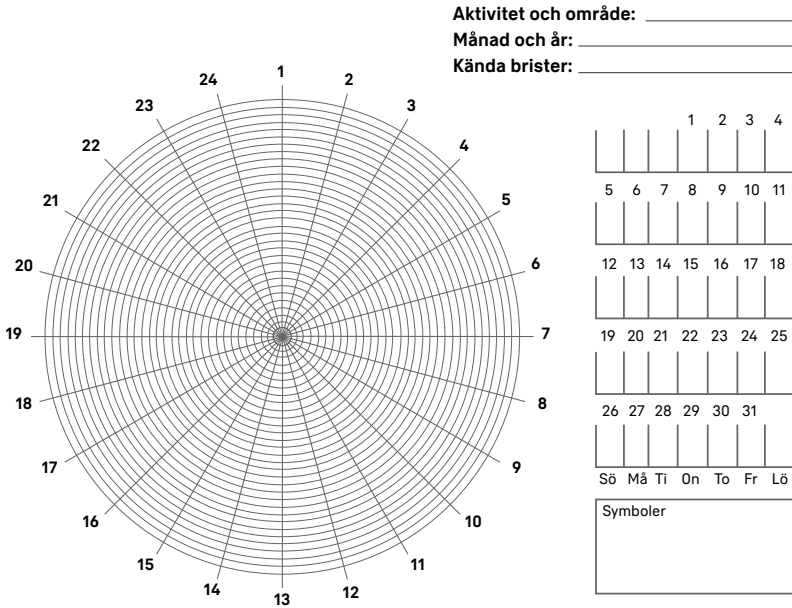 Aktivitet och område:
Månad och år:
Kända brister:
1
2
3
4
5
6
7
8
9
10
11
12
13
14
15
16
17
18
19
20
21
22
23
24
1 2 3 4
5 6 7 8 9 10 11
12 13 14 15 16 17 18
19 20 21 22 23 24 25
26 27 28 29 30 31
Sö Må Ti On To Fr Lö
Symboler